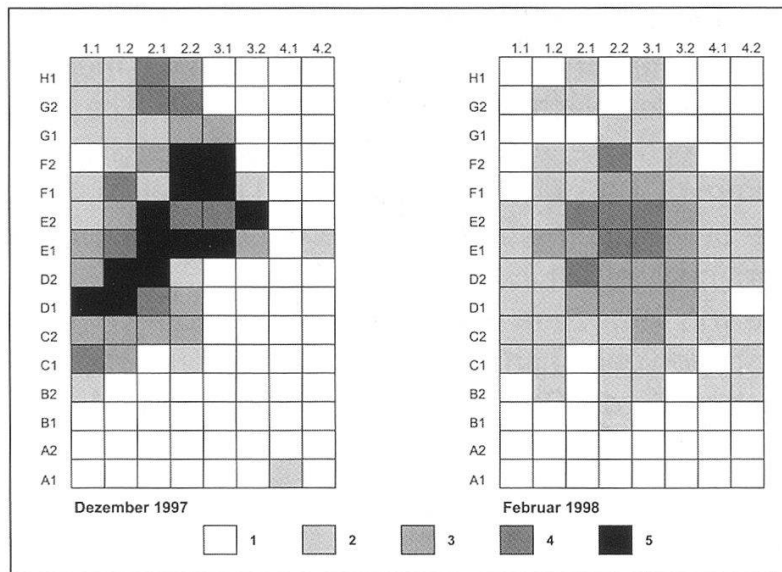 1.1 1.2 2.1 2.2 3.1 3.2 4.1 4.2
H1
G2
G1
F2
F1
E2
E1
D2
D1
C2
C1
B2
B1
A2
A1
Dezember 1997
1.1 1.2 2.1 2.2 3.1 3.2 4.1 4.2
H1
G2
G1
F2
F1
E2
E1
D2
D1
C2
C1
B2
B1
A2
A1
Februar 1998
1 2 3 4 5